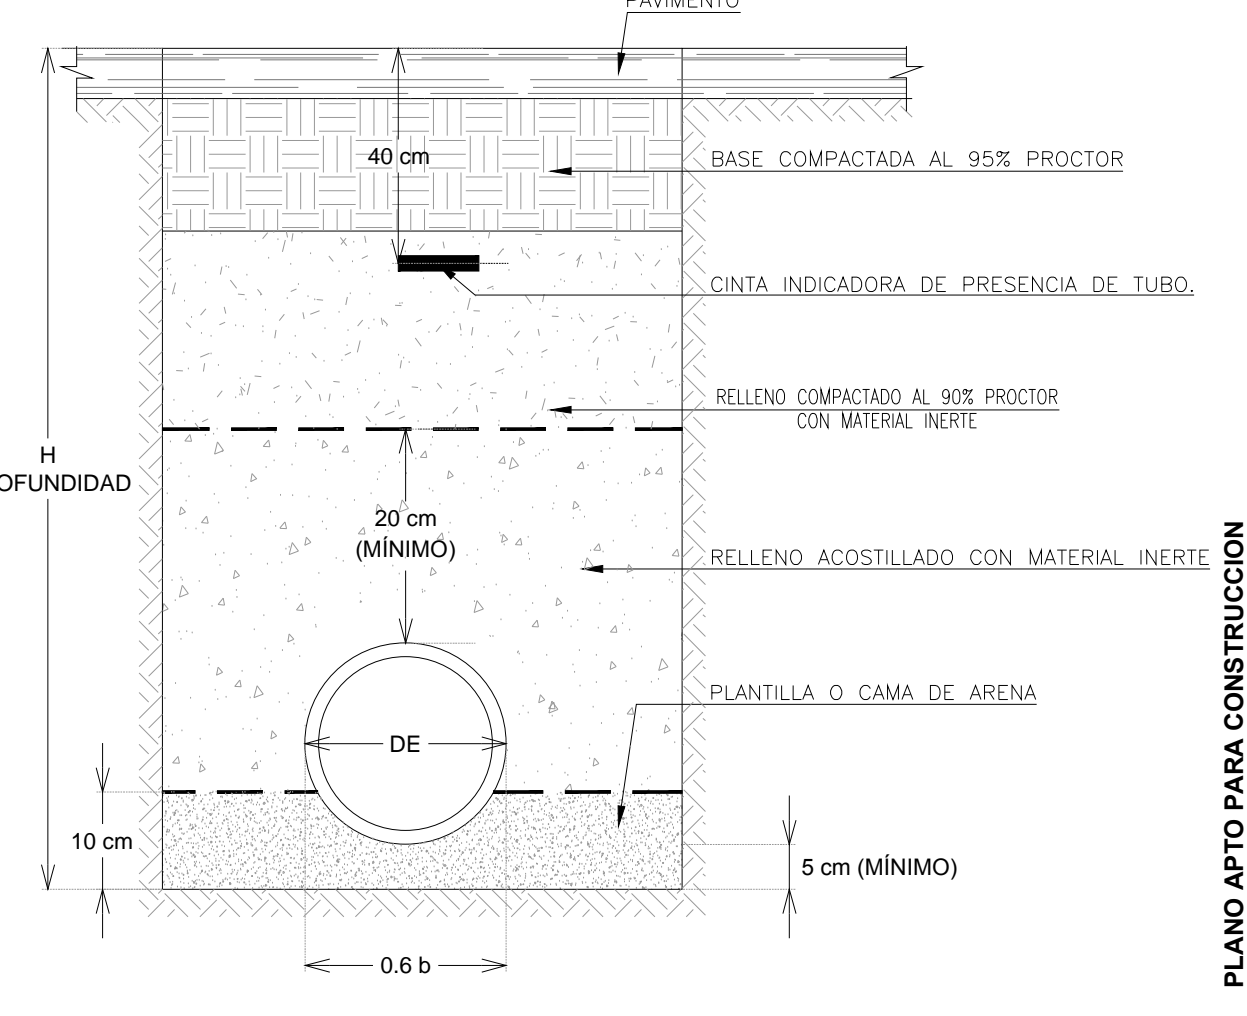 PAVIMENTO
40 cm
BASE COMPACTADA AL 95% PROCTOR
CINTA INDICADORA DE PRESENCIA DE TUBO.
RELLENO COMPACTADO AL 90% PROCTOR
CON MATERIAL INERTE
H
OFUNDIDAD
20 cm
(MÍNIMO)
RELLENO ACOSTILLADO CON MATERIAL INERTE
PLANTILLA O CAMA DE ARENA
DE
10 cm
5 cm (MÍNIMO)
0.6 b
PLANO APTO PARA CONSTRUCCION